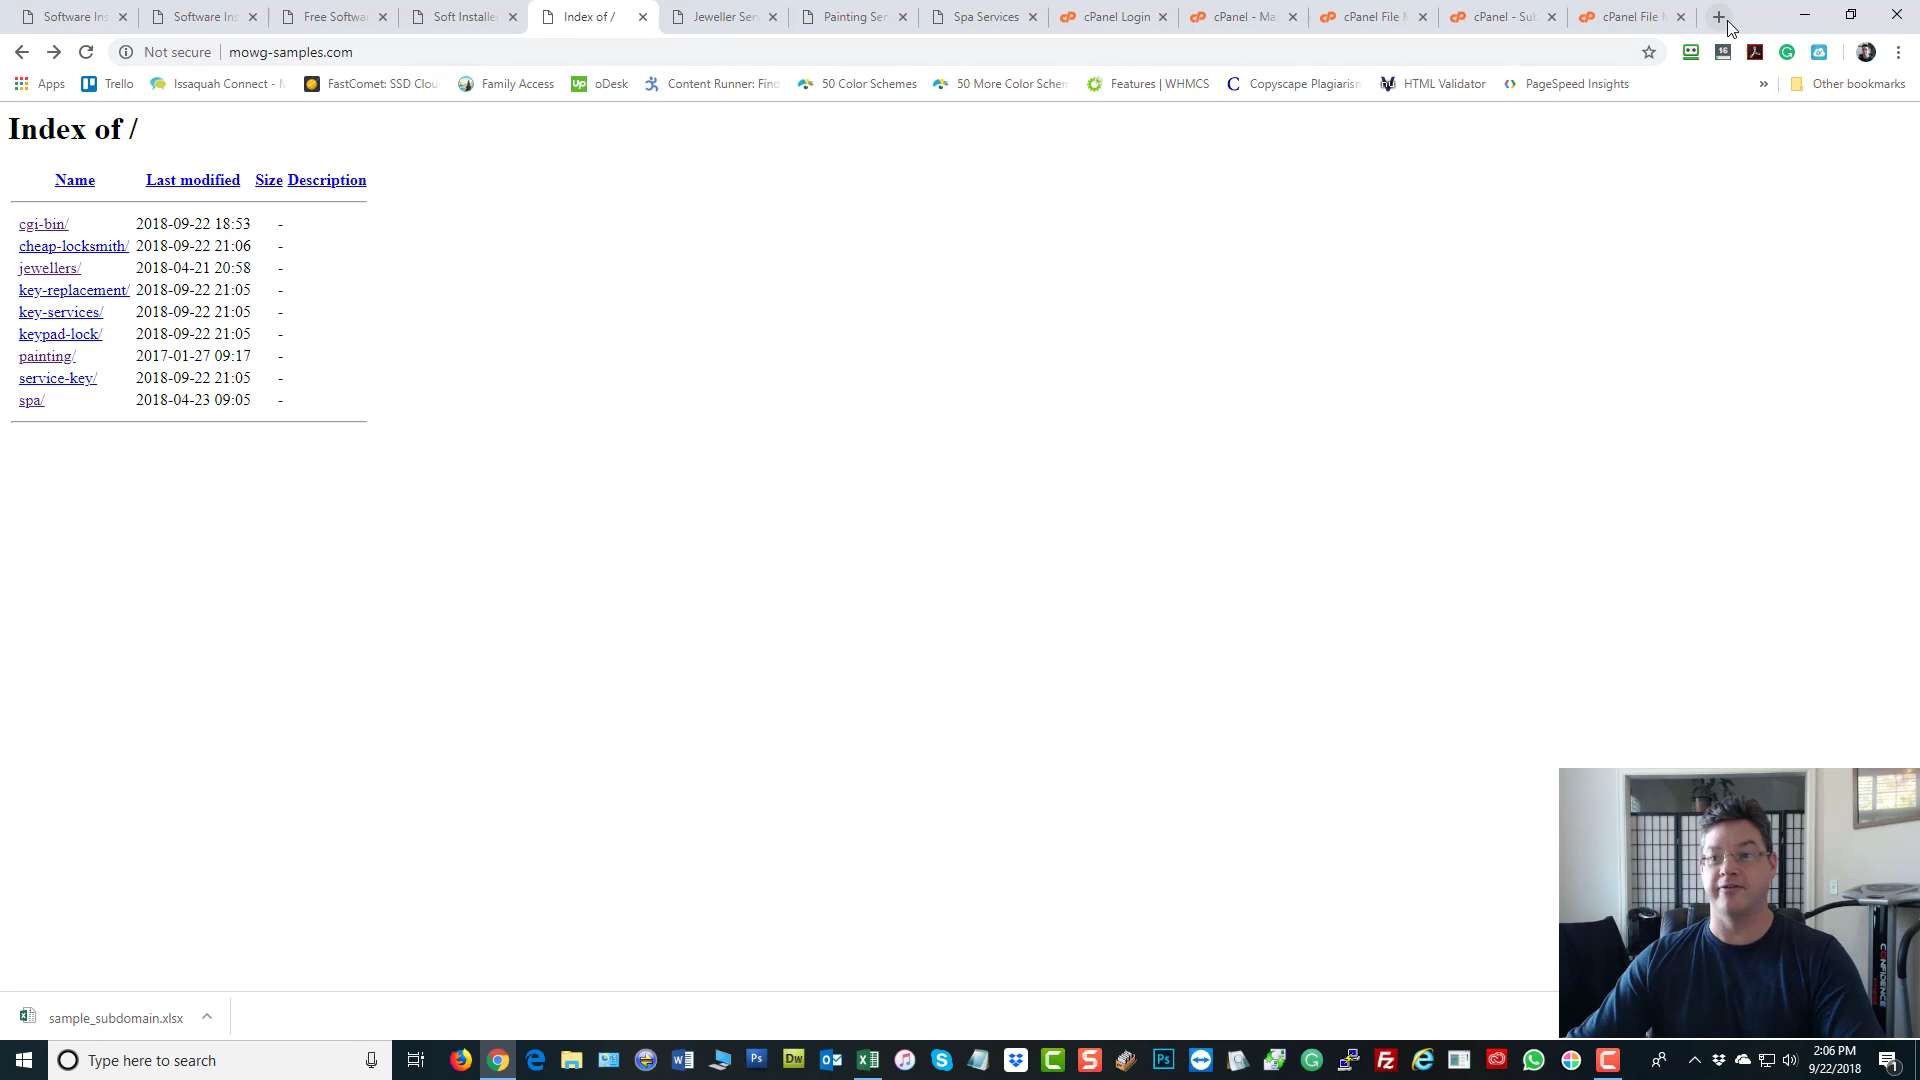 Software Ins
Software Ins
Free Softwa
Soft Installe
Index of /
Jeweller Ser
Painting Ser
Spa Services
cPanel Login
cPanel - Ma
cPanel File M
cPanel - Sub
cPanel File M
Not secure
mowg-samples.com
16
Apps
Trello
Issaquah Connect -
FastComet: SSD Clou
Family Access
Up oDesk
Content Runner: Find
50 Color Schemes
50 More Color Schem
Features | WHMCS
C Copyscape Plagiarism
HTML Validator
PageSpeed Insights
»
Other bookmarks
Index of /
Name Last modified Size Description
cgi-bin/ 2018-09-22 18:53 -
cheap-locksmith/ 2018-09-22 21:06 -
jewellers/ 2018-04-21 20:58 -
key-replacement/ 2018-09-22 21:05 -
key-services/ 2018-09-22 21:05 -
keypad-lock/ 2018-09-22 21:05 -
painting/ 2017-01-27 09:17 -
service-key/ 2018-09-22 21:05 -
spa/ 2018-04-23 09:05 -
CONFIDENCE
sample_subdomain.xlsx
Type here to search
2:06 PM
9/22/2018
1